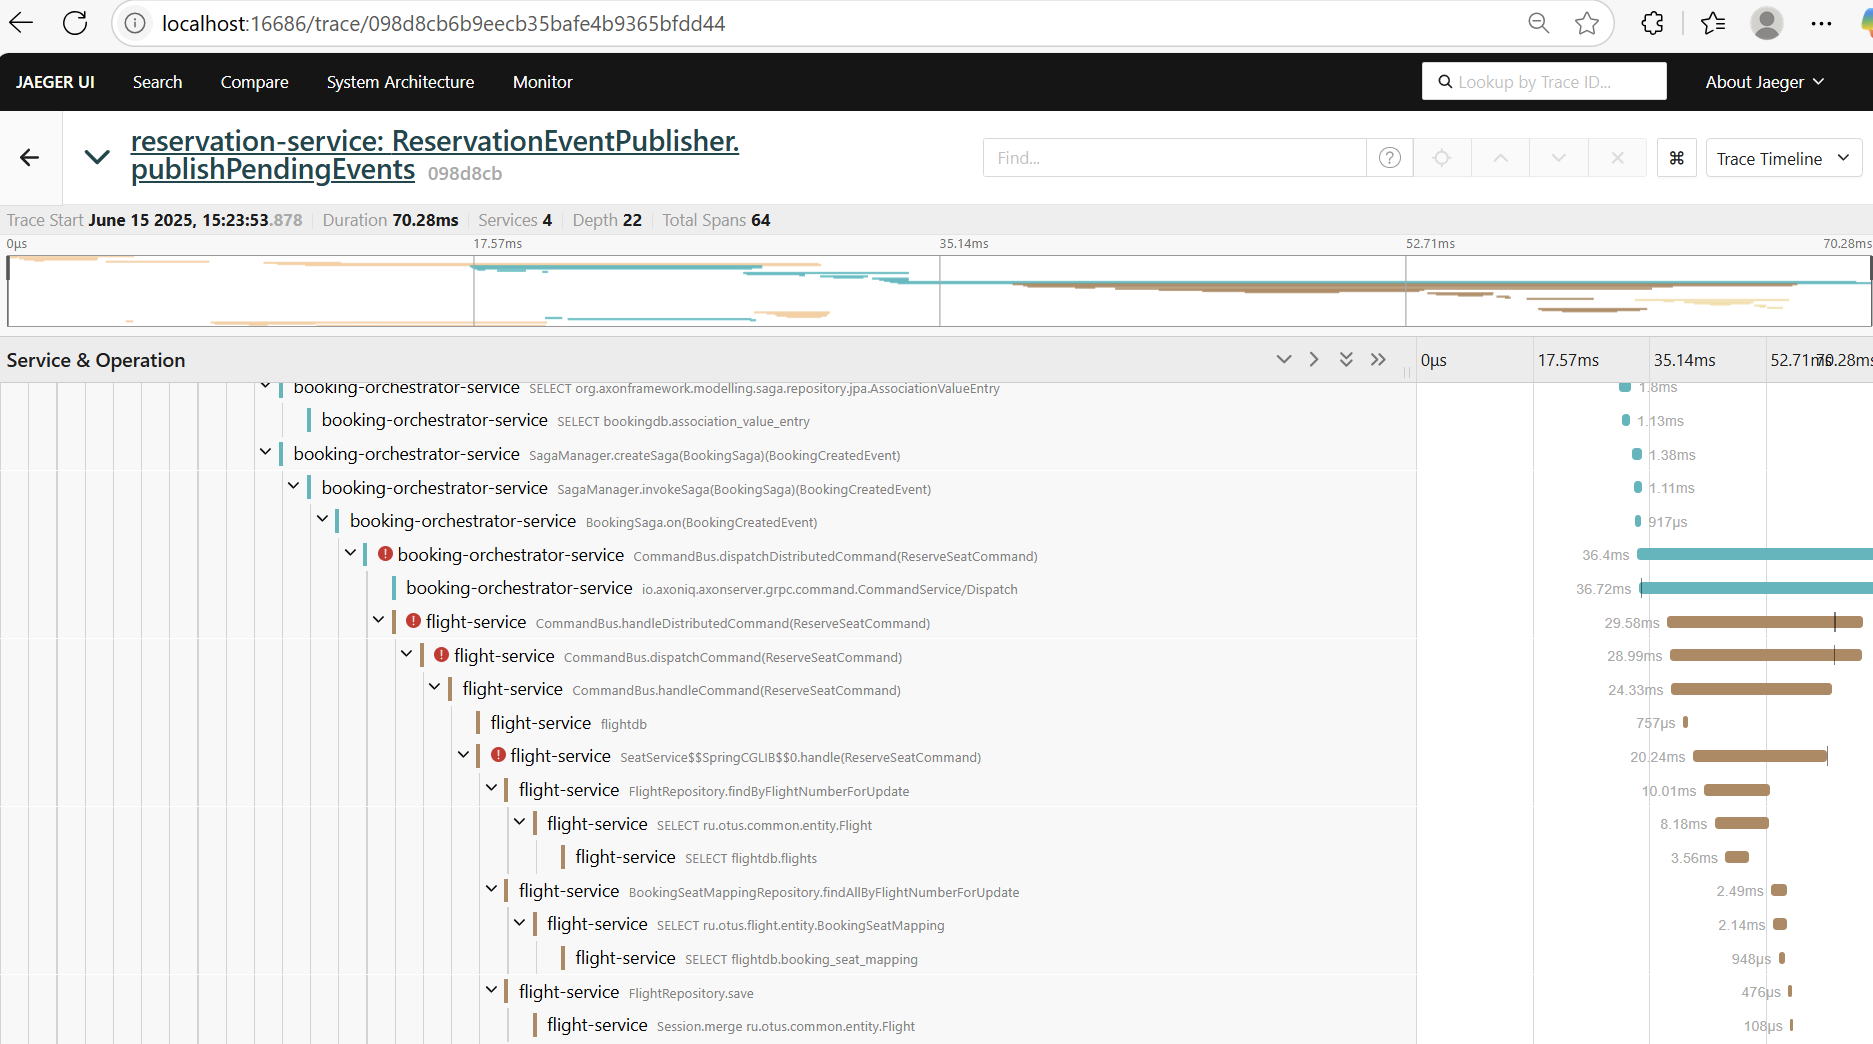 localhost:16686/trace/098d8cb6b9eecb35bafe4b9365bfdd44
JAEGER UI Search Compare System Architecture Monitor Lookup by Trace ID... About Jaeger
reservation-service: ReservationEventPublisher.
publishPendingEvents 098d8cb
Find... ? ⌘ Trace Timeline
Trace Start June 15 2025, 15:23:53.878 Duration 70.28ms Services 4 Depth 22 Total Spans 64
0µs 17.57ms 35.14ms 52.71ms 70.28ms
Service & Operation 0µs 17.57ms 35.14ms 52.71ms 70.28ms
booking-orchestrator-service SELECT org.axonframework.modelling.saga.repository.jpa.AssociationValueEntry 1.8ms
booking-orchestrator-service SELECT bookingdb.association_value_entry 1.13ms
booking-orchestrator-service SagaManager.createSaga(BookingSaga)(BookingCreatedEvent) 1.38ms
booking-orchestrator-service SagaManager.invokeSaga(BookingSaga)(BookingCreatedEvent) 1.11ms
booking-orchestrator-service BookingSaga.on(BookingCreatedEvent) 917µs
booking-orchestrator-service CommandBus.dispatchDistributedCommand(ReserveSeatCommand) 36.4ms
booking-orchestrator-service io.axoniq.axonserver.grpc.command.CommandService/Dispatch 36.72ms
flight-service CommandBus.handleDistributedCommand(ReserveSeatCommand) 29.58ms
flight-service CommandBus.dispatchCommand(ReserveSeatCommand) 28.99ms
flight-service CommandBus.handleCommand(ReserveSeatCommand) 24.33ms
flight-service flightdb 757µs
flight-service SeatService$$SpringCGLIB$$0.handle(ReserveSeatCommand) 20.24ms
flight-service FlightRepository.findByFlightNumberForUpdate 10.01ms
flight-service SELECT ru.otus.common.entity.Flight 8.18ms
flight-service SELECT flightdb.flights 3.56ms
flight-service BookingSeatMappingRepository.findAllByFlightNumberForUpdate 2.49ms
flight-service SELECT ru.otus.flight.entity.BookingSeatMapping 2.14ms
flight-service SELECT flightdb.booking_seat_mapping 948µs
flight-service FlightRepository.save 476µs
flight-service Session.merge ru.otus.common.entity.Flight 108µs